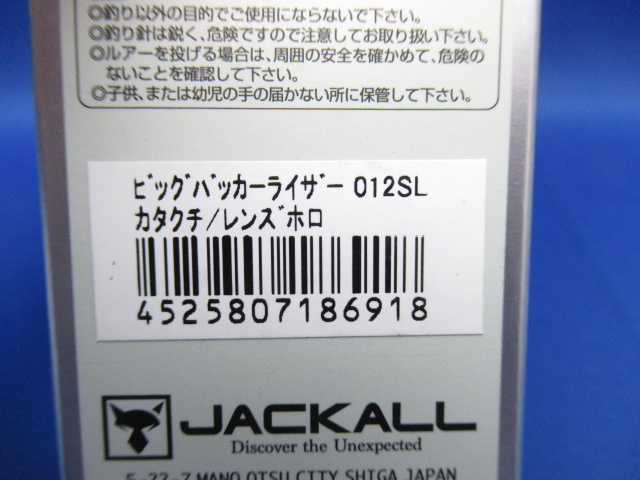 ◎釣り以外の目的でご使用にならないで下さい。
◎釣り針は鋭く、危険ですので注意してお取り扱い下さい。
◎ルアーを投げる場合は、周囲の安全を確かめて、危険の
ないことを確認して下さい。
◎子供、または幼児の手の届かない所に保管して下さい。
ﾋﾞｯｸﾞﾊﾞｯｶｰﾗｲｻﾞｰ 012SL
ｶﾀｸﾁ/ﾚﾝｽﾞﾎﾛ
4525807186918
JACKALL
Discover the Unexpected
5-22-7 MANO OTSU CITY SHIGA JAPAN